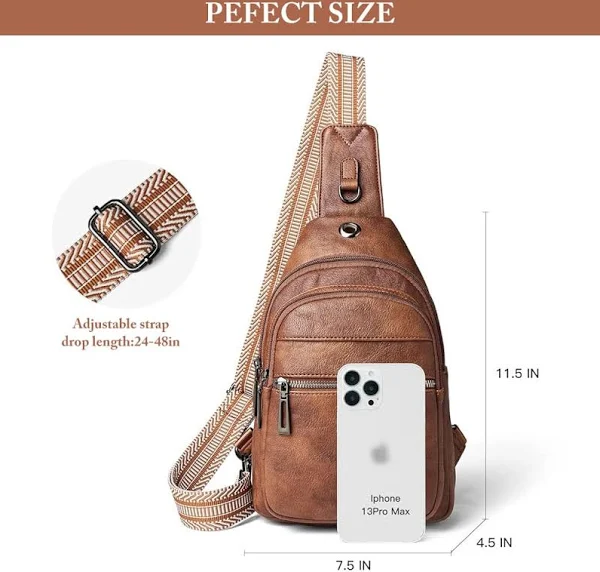 PEFECT SIZE
Adjustable strap
drop length:24-48in
11.5 IN
Iphone
13Pro Max
4.5 IN
7.5 IN